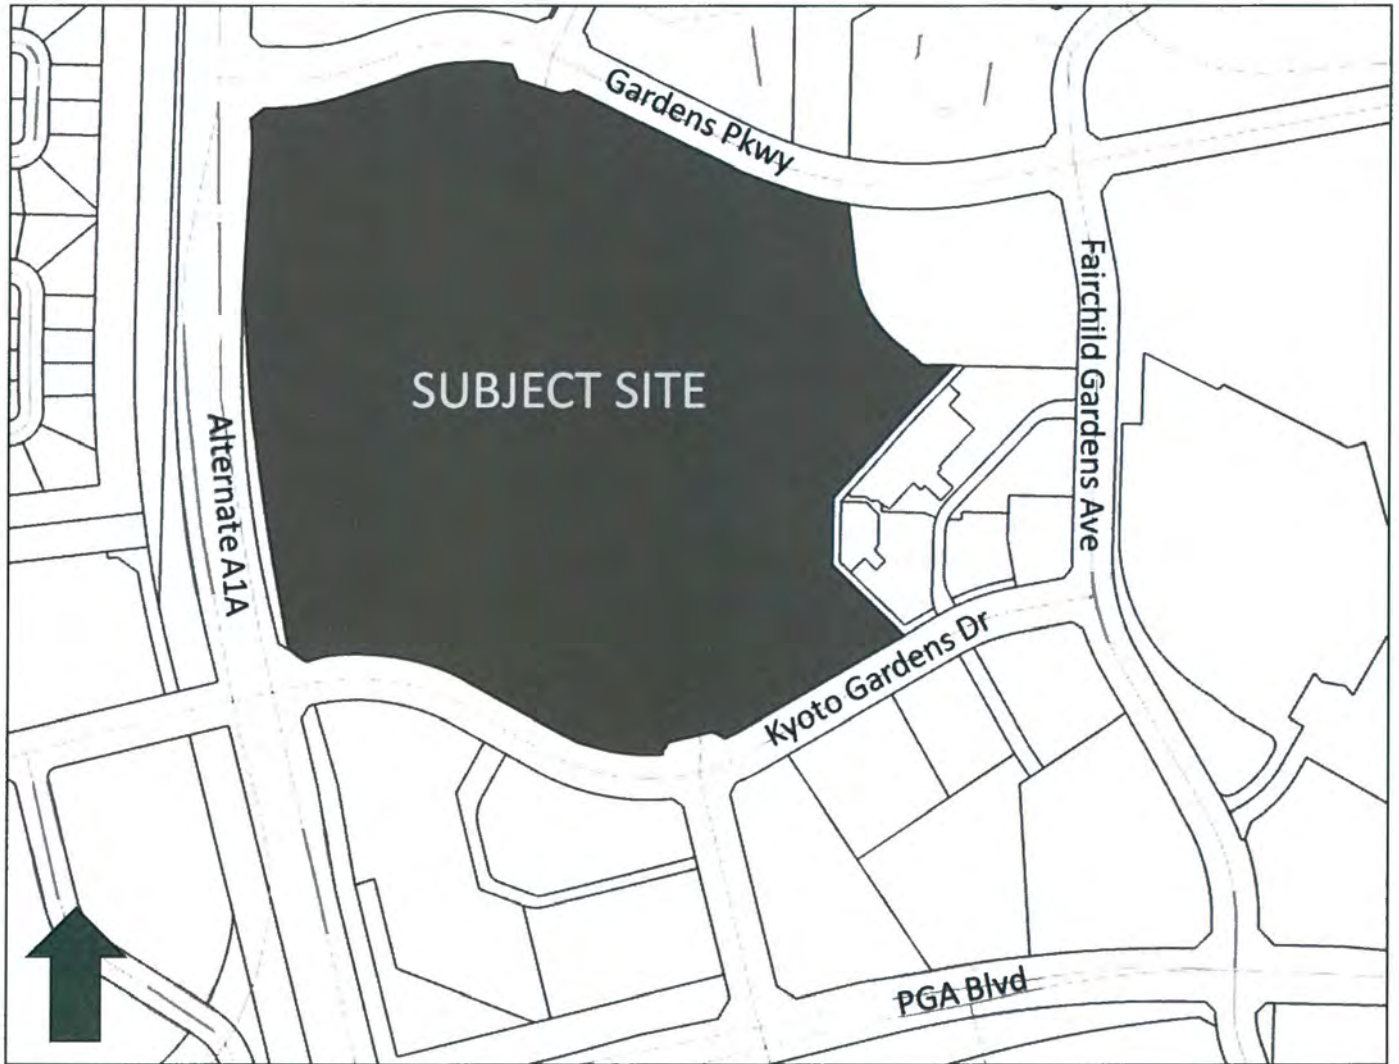 Gardens Pkwy
Fairchild Gardens Ave
SUBJECT SITE
Alternate A1A
Kyoto Gardens Dr
PGA Blvd